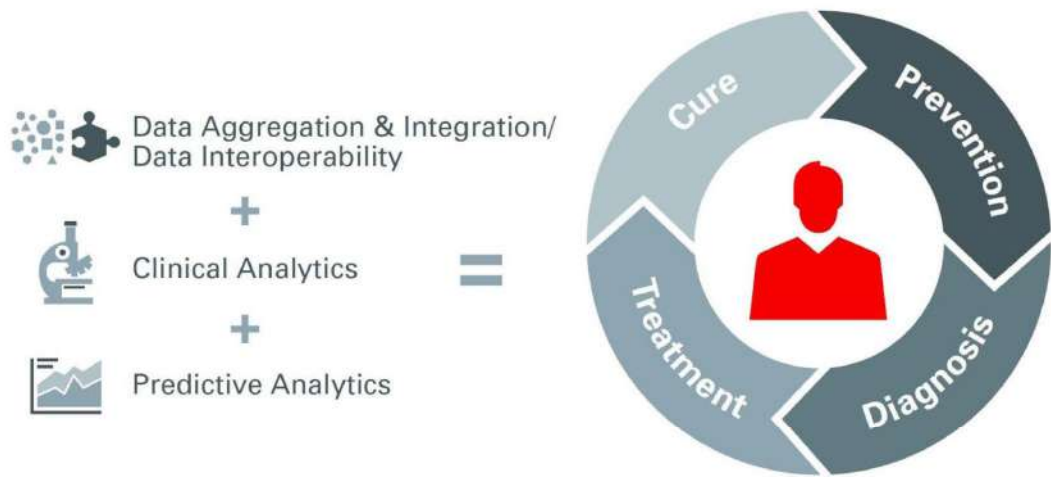 Data Aggregation & Integration/
Data Interoperability
+
Clinical Analytics
+
Predictive Analytics
=
Cure
Prevention
Treatment
Diagnosis